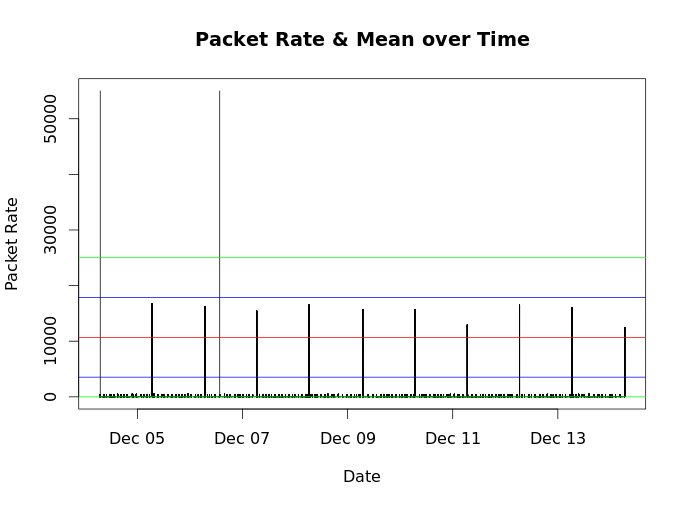 Packet Rate & Mean over Time
Packet Rate
50000
30000
10000
0
Dec 05
Dec 07
Dec 09
Dec 11
Dec 13
Date